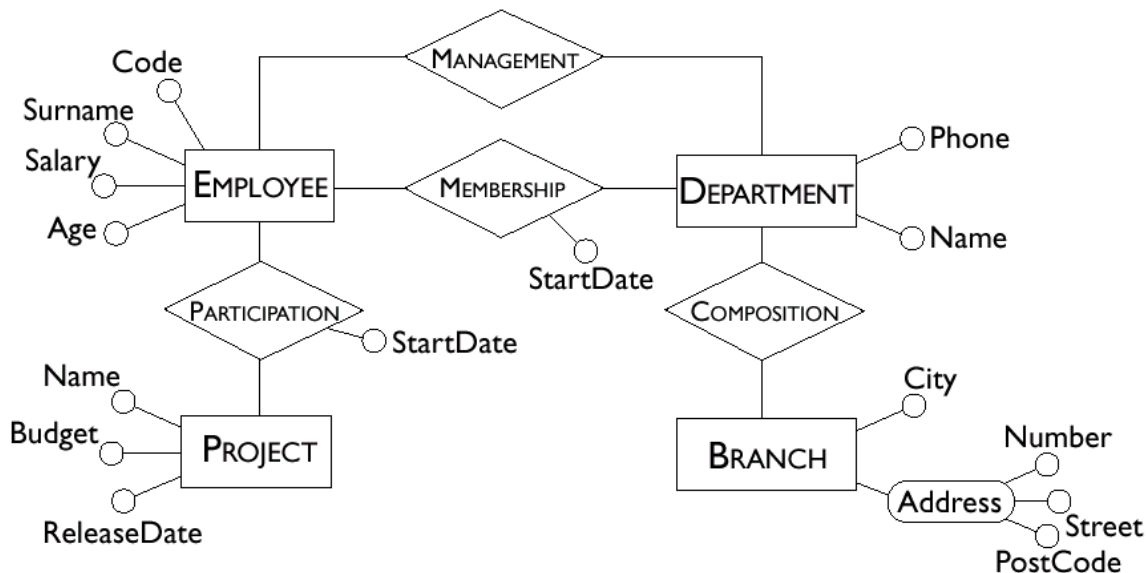 MANAGEMENT
Code
Surname
Salary
Age
EMPLOYEE
MEMBERSHIP
StartDate
DEPARTMENT
Phone
Name
PARTICIPATION
StartDate
COMPOSITION
Name
Budget
ReleaseDate
PROJECT
BRANCH
City
Address
Number
Street
PostCode